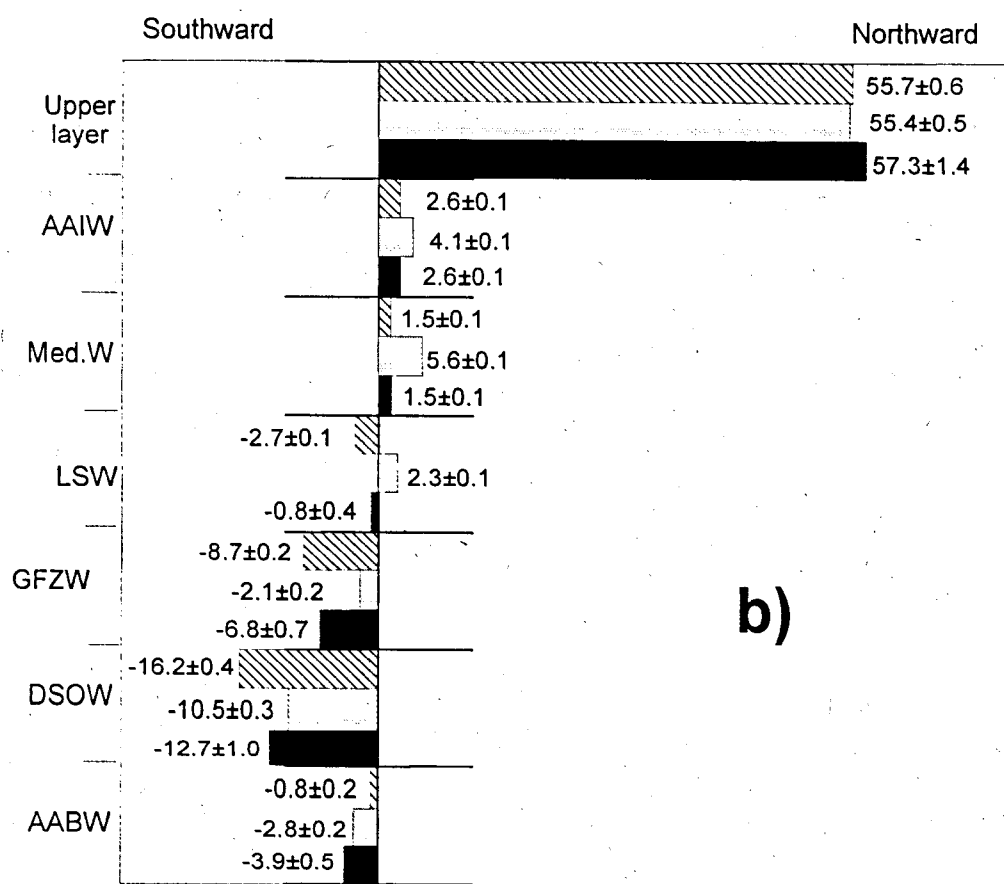 Southward Northward
Upper
layer
55.7±0.6
55.4±0.5
57.3±1.4
AAIW
2.6±0.1
4.1±0.1
2.6±0.1
Med.W
1.5±0.1
5.6±0.1
1.5±0.1
LSW
-2.7±0.1
2.3±0.1
-0.8±0.4
GFZW
-8.7±0.2
-2.1±0.2
-6.8±0.7
b)
DSOW
-16.2±0.4
-10.5±0.3
-12.7±1.0
AABW
-0.8±0.2
-2.8±0.2
-3.9±0.5